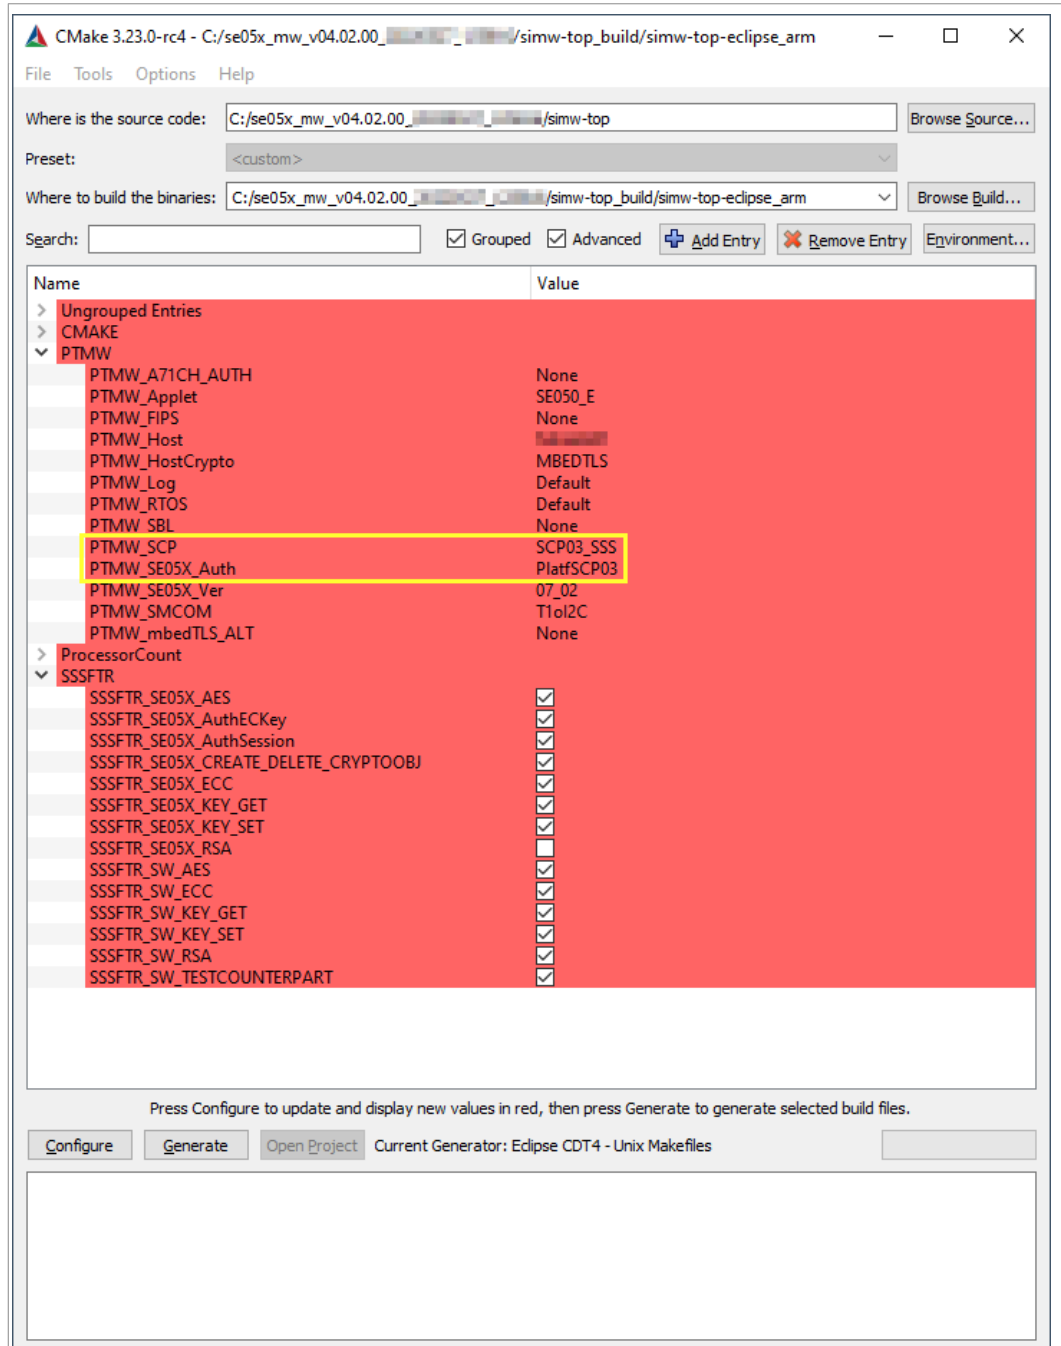 CMake 3.23.0-rc4 - C:/se05x_mw_v04.02.00_ /simw-top_build/simw-top-eclipse_arm
File Tools Options Help
Where is the source code: C:/se05x_mw_v04.02.00_ /simw-top Browse Source...
Preset: <custom>
Where to build the binaries: C:/se05x_mw_v04.02.00_ /simw-top_build/simw-top-eclipse_arm Browse Build...
Search: Grouped Advanced Add Entry Remove Entry Environment...
Name Value
Ungrouped Entries
CMAKE
PTMW
PTMW_A71CH_AUTH None
PTMW_Applet SE050_E
PTMW_FIPS None
PTMW_Host
PTMW_HostCrypto MBEDTLS
PTMW_Log Default
PTMW_RTOS Default
PTMW_SBL None
PTMW_SCP SCP03_SSS
PTMW_SE05X_Auth PlatfSCP03
PTMW_SE05X_Ver 07_02
PTMW_SMCOM T1oI2C
PTMW_mbedTLS_ALT None
ProcessorCount
SSSFTR
SSSFTR_SE05X_AES
SSSFTR_SE05X_AuthECKey
SSSFTR_SE05X_AuthSession
SSSFTR_SE05X_CREATE_DELETE_CRYPTOOBJ
SSSFTR_SE05X_ECC
SSSFTR_SE05X_KEY_GET
SSSFTR_SE05X_KEY_SET
SSSFTR_SE05X_RSA
SSSFTR_SW_AES
SSSFTR_SW_ECC
SSSFTR_SW_KEY_GET
SSSFTR_SW_KEY_SET
SSSFTR_SW_RSA
SSSFTR_SW_TESTCOUNTERPART
Press Configure to update and display new values in red, then press Generate to generate selected build files.
Configure Generate Open Project Current Generator: Eclipse CDT4 - Unix Makefiles